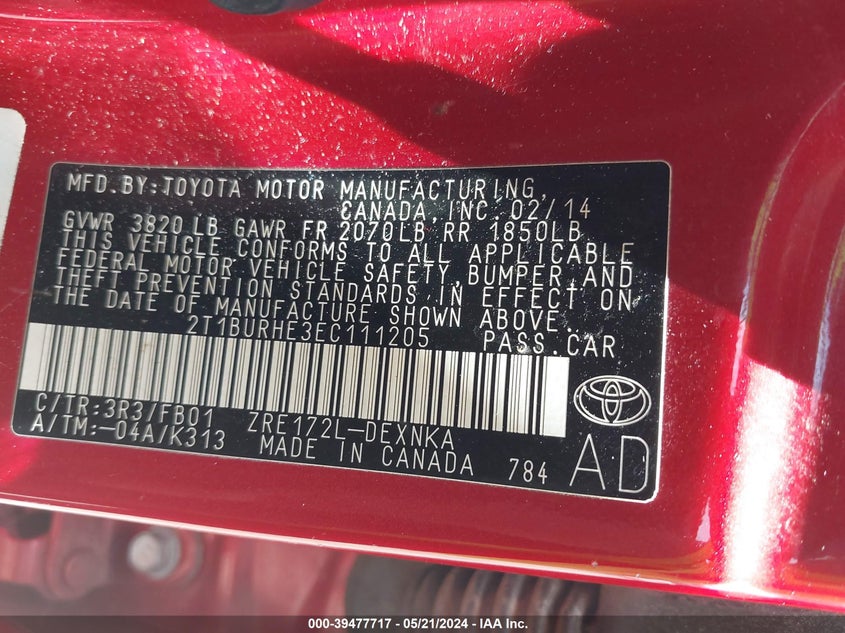 MFD.BY:TOYOTA MOTOR MANUFACTURING,
CANADA, INC. 02/14
GVWR 3820 LB GAWR FR 2070LB RR 1850LB
THIS VEHICLE CONFORMS TO ALL APPLICABLE
FEDERAL MOTOR VEHICLE SAFETY, BUMPER, AND
THEFT PREVENTION STANDARDS IN EFFECT ON
THE DATE OF MANUFACTURE SHOWN ABOVE.
2T1BURHE3EC111205 PASS.CAR
C/TR:3R3/FB01 ZRE172L-DEXNKA
A/TM:-04A/K313 MADE IN CANADA 784
AD
000-39477717 / 05/21/2024 - IAA Inc.